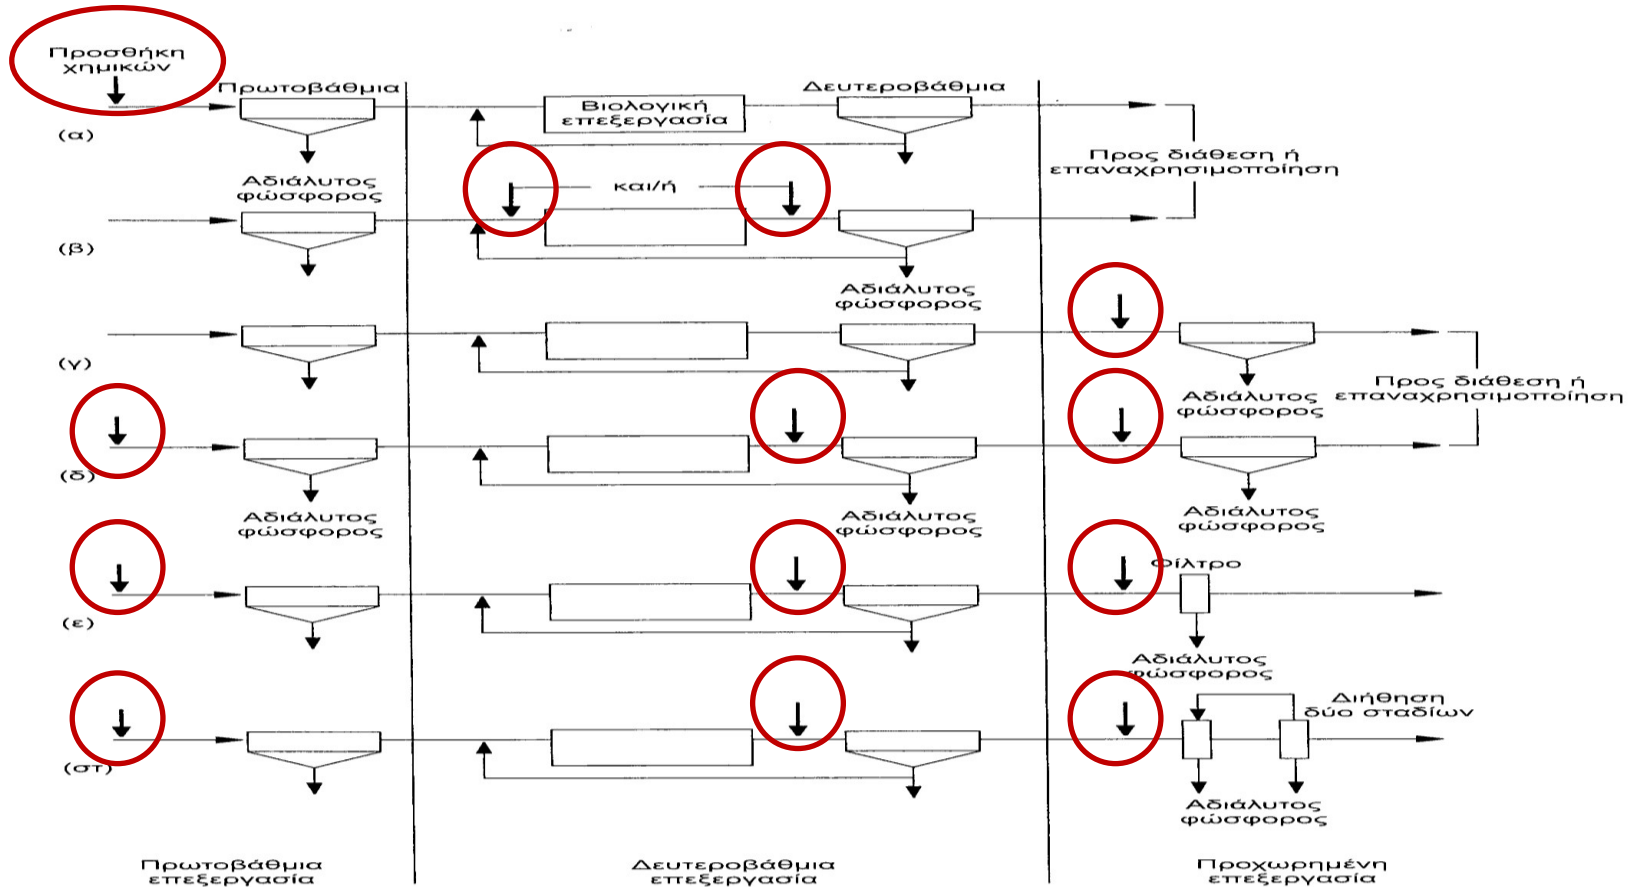 Προσθήκη
χημικών
Πρωτοβάθμια
Δευτεροβάθμια
Βιολογική
επεξεργασία
(α)
Προς διάθεση ή
επαναχρησιμοποίηση
Αδιάλυτος
φώσφορος
και/ή
(β)
Αδιάλυτος
φώσφορος
(γ)
Προς διάθεση ή
επαναχρησιμοποίηση
Αδιάλυτος
φώσφορος
(δ)
Αδιάλυτος
φώσφορος
Αδιάλυτος
φώσφορος
Αδιάλυτος
φώσφορος
Φίλτρο
(ε)
Αδιάλυτος
φώσφορος
Διήθηση
δύο σταδίων
(στ)
Αδιάλυτος
φώσφορος
Πρωτοβάθμια
επεξεργασία
Δευτεροβάθμια
επεξεργασία
Προχωρημένη
επεξεργασία